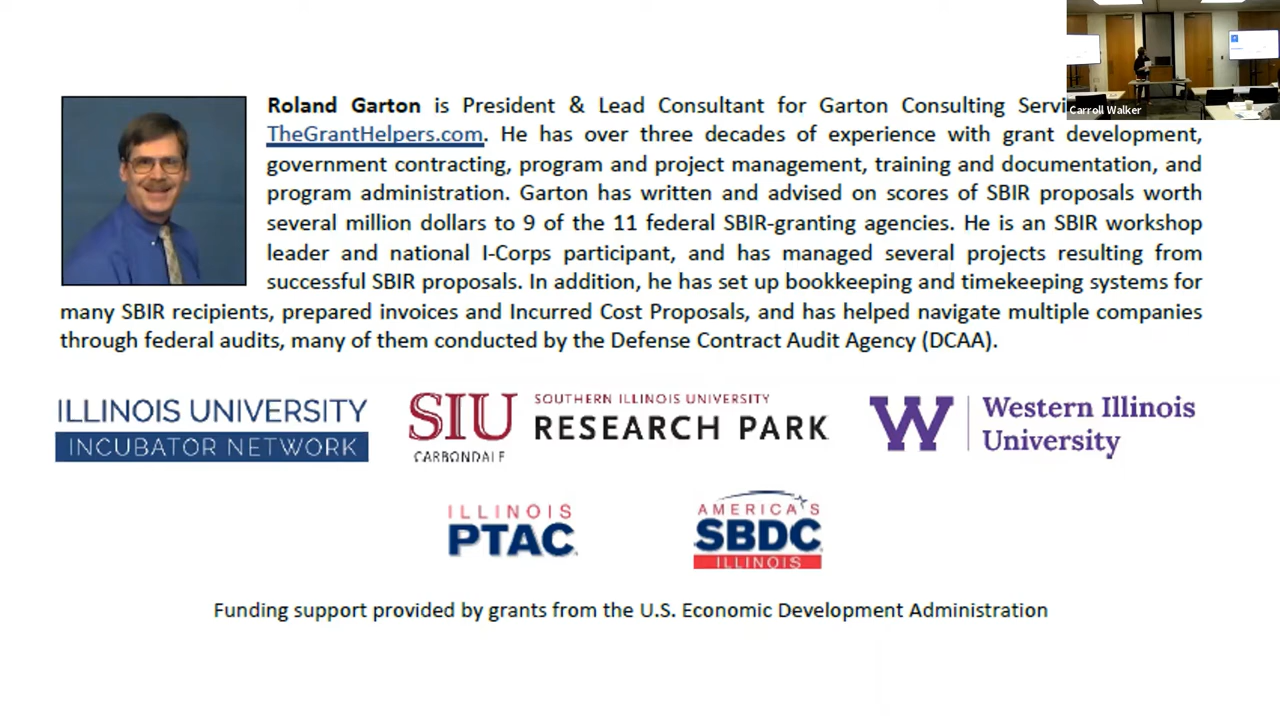 Roland Garton is President & Lead Consultant for Garton Consulting
Carroll Walker
TheGrantHelpers.com. He has over three decades of experience with grant development,
government contracting, program and project management, training and documentation, and
program administration. Garton has written and advised on scores of SBIR proposals worth
several million dollars to 9 of the 11 federal SBIR-granting agencies. He is an SBIR workshop
leader and national I-Corps participant, and has managed several projects resulting from
successful SBIR proposals. In addition, he has set up bookkeeping and timekeeping systems for
many SBIR recipients, prepared invoices and Incurred Cost Proposals, and has helped navigate multiple companies
through federal audits, many of them conducted by the Defense Contract Audit Agency (DCAA).
ILLINOIS UNIVERSITY
INCUBATOR NETWORK
SIU
CARBONDALE
SOUTHERN ILLINOIS UNIVERSITY
RESEARCH PARK
W
Western Illinois
University
ILLINOIS
PTAC
AMERICA'S
SBDC
ILLINOIS
Funding support provided by grants from the U.S. Economic Development Administration